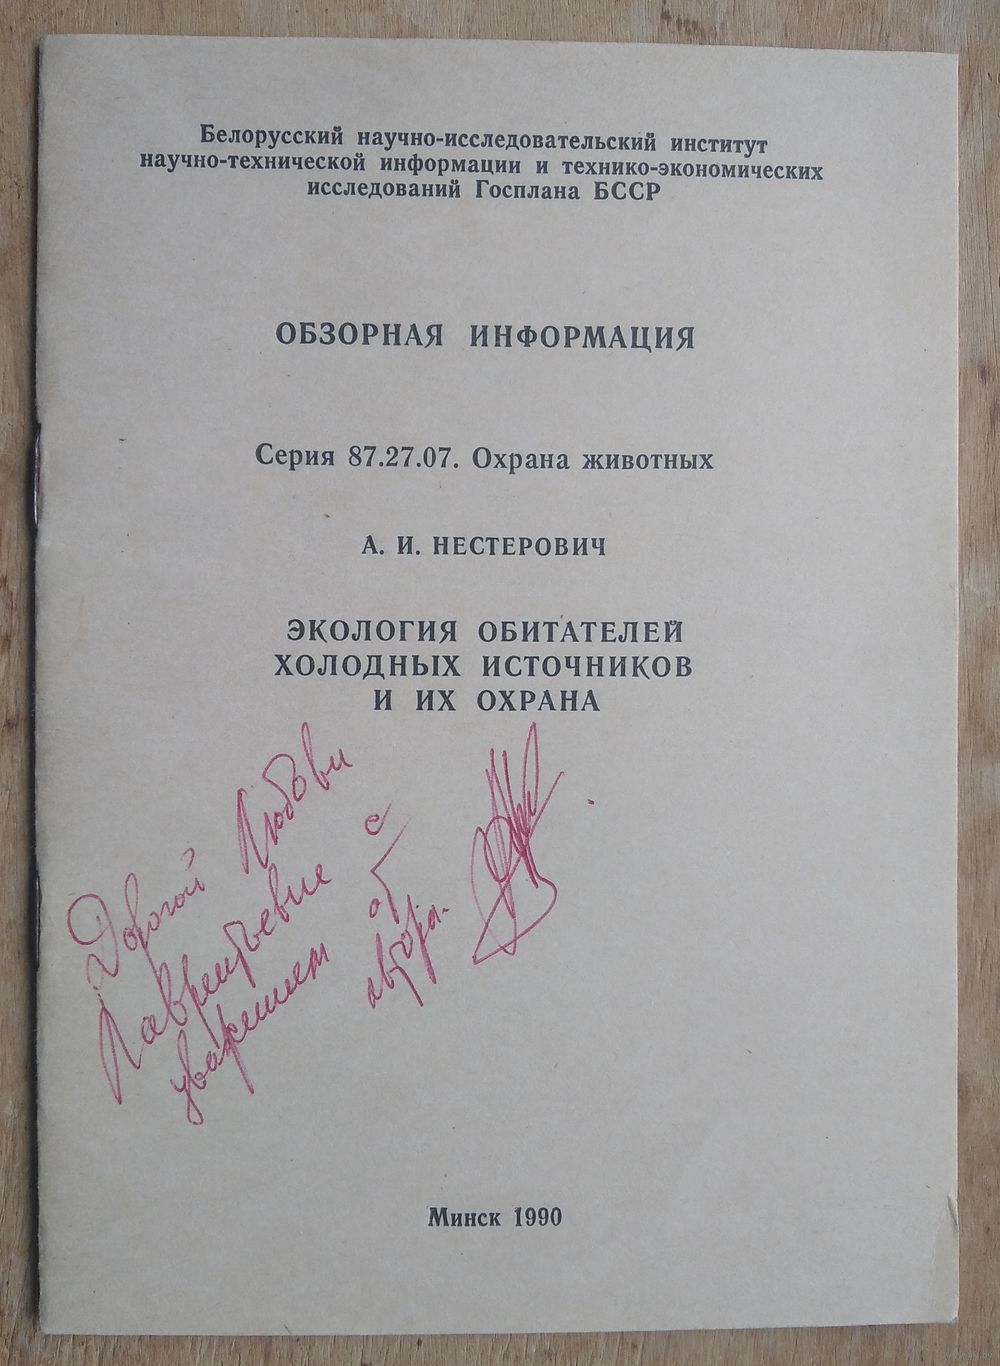 Белорусский научно-исследовательский институт
научно-технической информации и технико-экономических
исследований Госплана БССР
ОБЗОРНАЯ ИНФОРМАЦИЯ
Серия 87.27.07. Охрана животных
А. И. НЕСТЕРОВИЧ
ЭКОЛОГИЯ ОБИТАТЕЛЕЙ
ХОЛОДНЫХ ИСТОЧНИКОВ
И ИХ ОХРАНА
Дорогой Любови
Лаврентьевне с
уважением от
автора.
Минск 1990